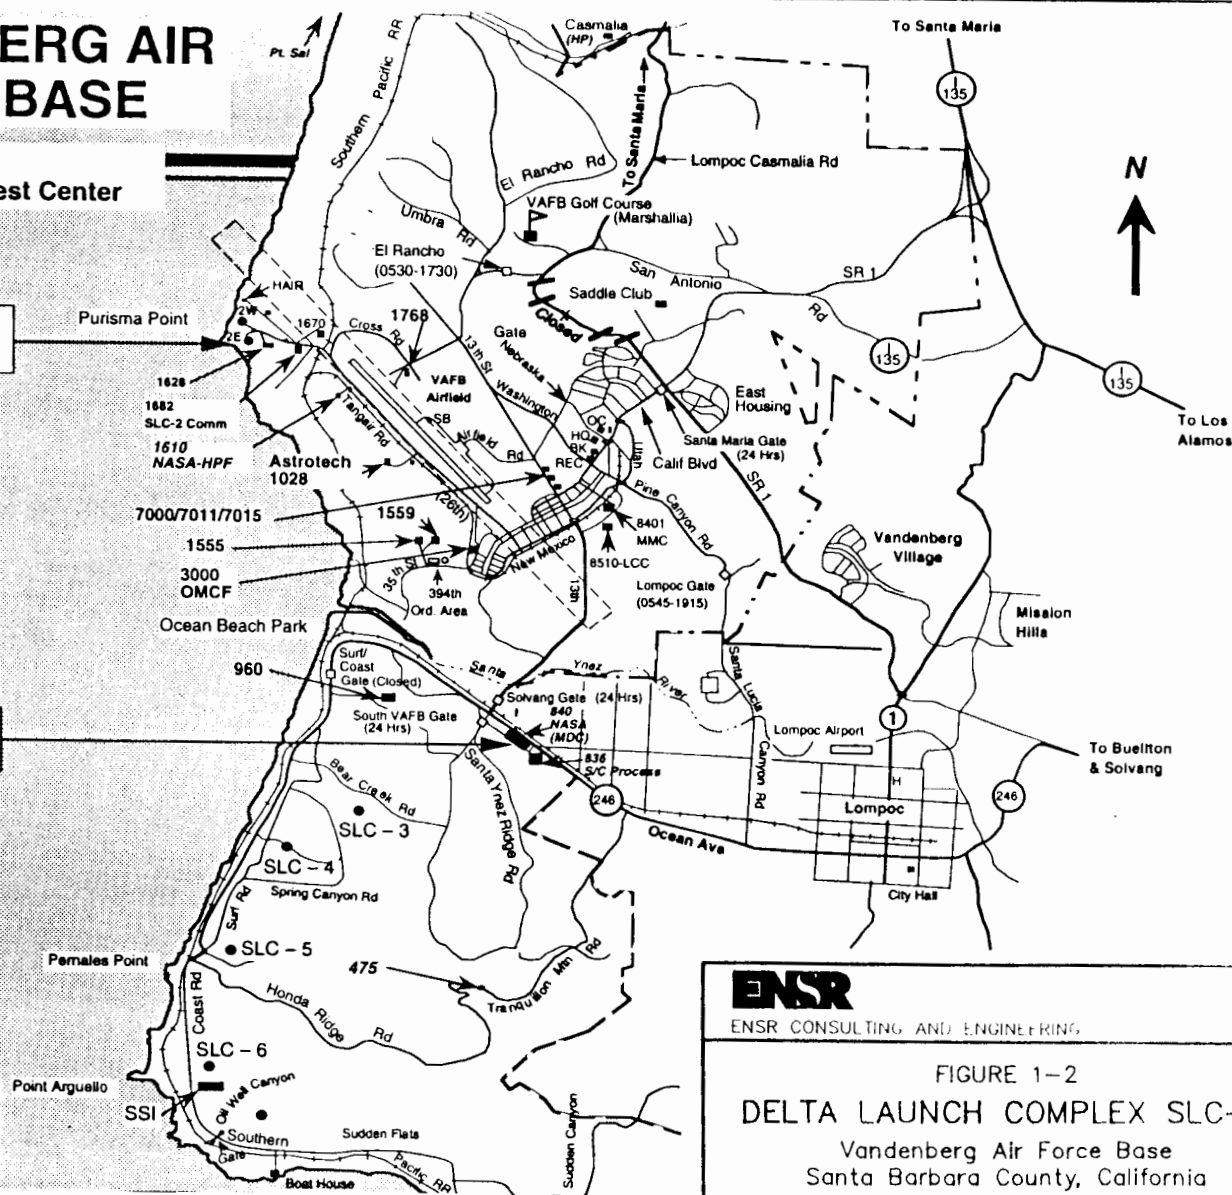 ERG AIR
BASE
est Center
Pt. Sal
Southern Pacific RR
Casmalia
(HP)
To Santa Maria
To Santa Maria
135
Lompoc Casmalia Rd
N
El Rancho Rd
VAFB Golf Course
(Marshallia)
Umbra Rd
El Rancho
(0530-1730)
San Antonio Rd
SR 1
Saddle Club
Closed
135
135
To Los
Alamos
HAIR
Purisma Point
2W
2E
1670
Cross Rd
1768
13th St
Gate
Nebraska
Washington
VAFB
Airfield
SB
Airfield Rd
East
Housing
1628
1682
SLC-2 Comm
1610
NASA-HPF
Tangair Rd
Astrotech
1028
OC
HQ
BK
REC
Utah
Santa Maria Gate
(24 Hrs)
Calif Blvd
SR 1
Pine Canyon Rd
(26th)
7000/7011/7015
1559
1555
3000
OMCF
8401
MMC
New Mexico
8510-LCC
35th St
394th
Ord. Area
13th
Lompoc Gate
(0545-1915)
Vandenberg
Village
Mission
Hills
Ocean Beach Park
Surf/
Coast
Gate (Closed)
960
Santa Ynez River
Santa Lucia Canyon Rd
Solvang Gate (24 Hrs)
South VAFB Gate
(24 Hrs)
840
NASA
(MDC)
836
S/C Process
1
Lompoc Airport
To Buellton
& Solvang
Bear Creek Rd
Santa Ynez Ridge Rd
246
246
H
Lompoc
SLC - 3
SLC - 4
Ocean Ave
Spring Canyon Rd
City Hall
Surf Rd
SLC - 5
Pernales Point
475
Tranquillon Mtn Rd
Coast Rd
Honda Ridge Rd
SLC - 6
Point Arguello
SSI
Oil Well Canyon
Southern Pacific RR
Gate
Sudden Flats
Boat House
Sudden Canyon
ENSR
ENSR CONSULTING AND ENGINEERING
FIGURE 1-2
DELTA LAUNCH COMPLEX SLC-
Vandenberg Air Force Base
Santa Barbara County, California